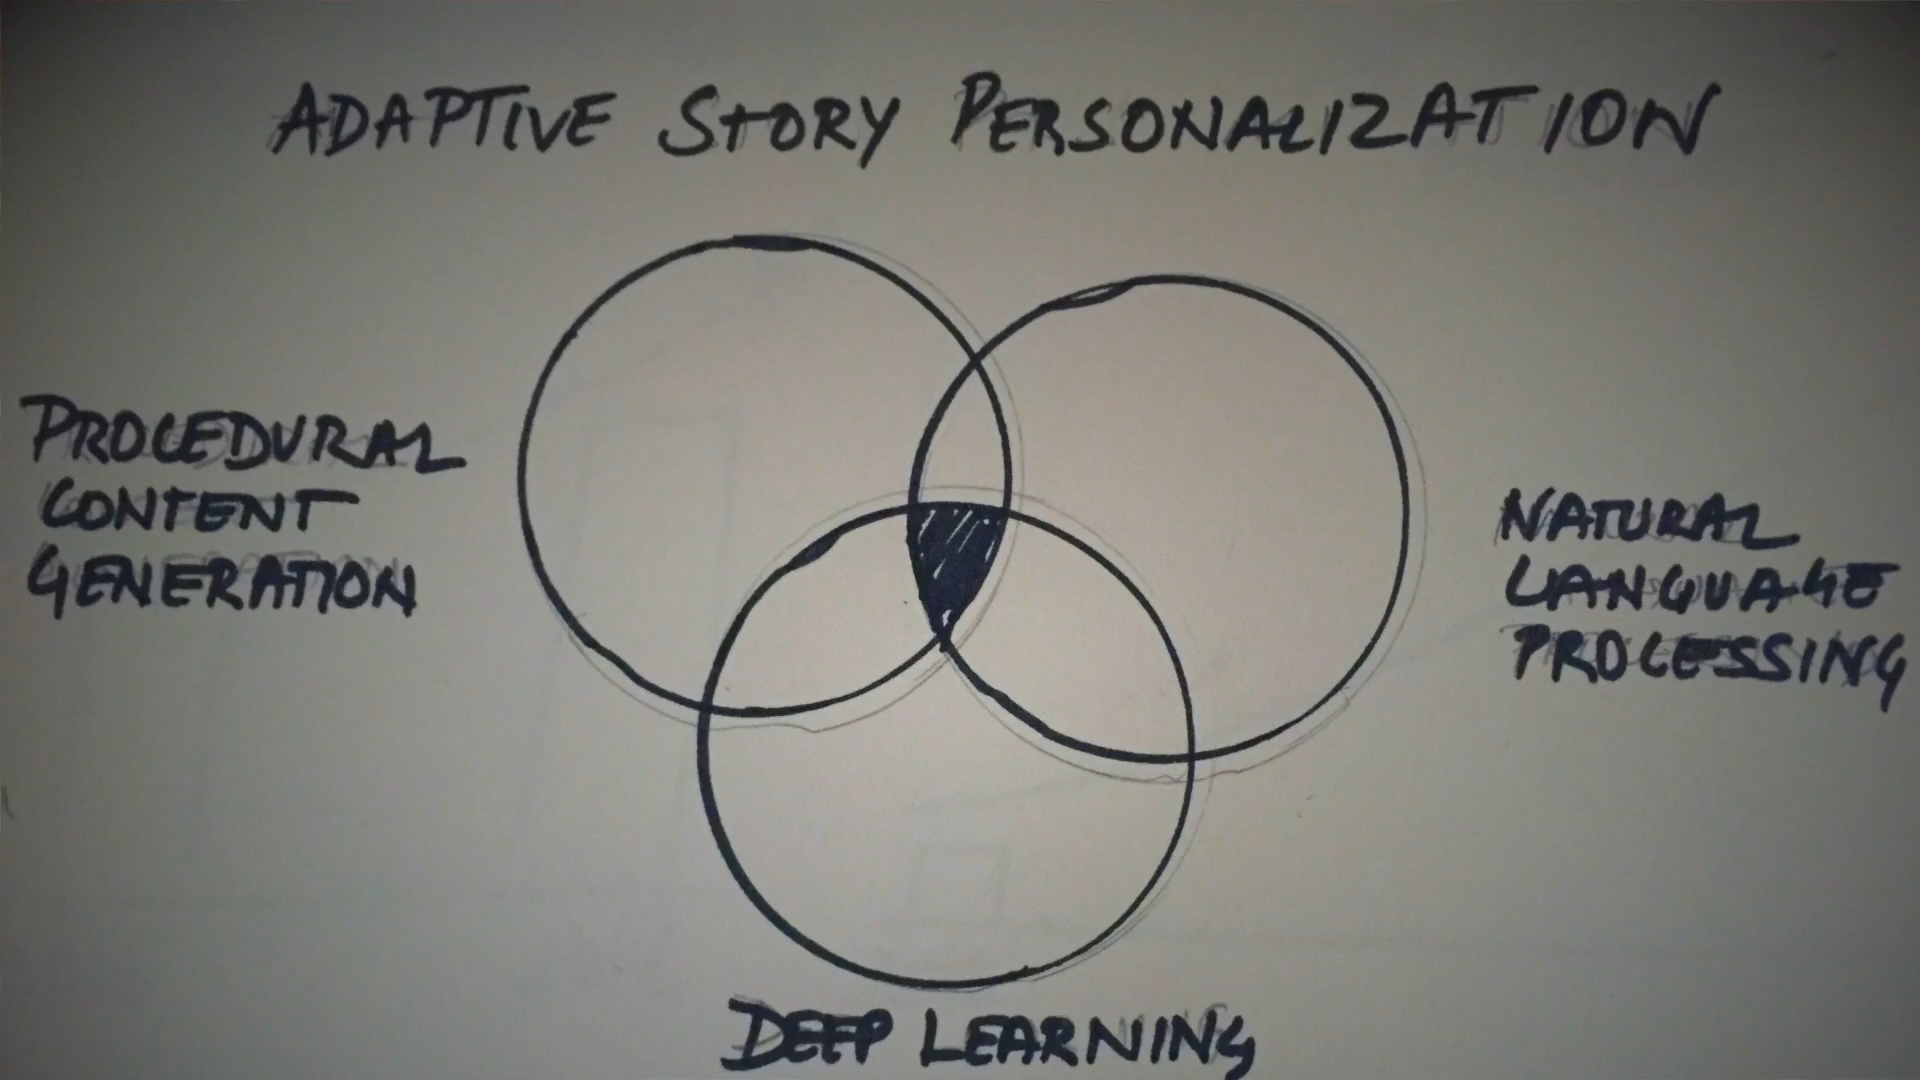 ADAPTIVE STORY PERSONALIZATION
PROCEDURAL
CONTENT
GENERATION
NATURAL
LANGUAGE
PROCESSING
DEEP LEARNING